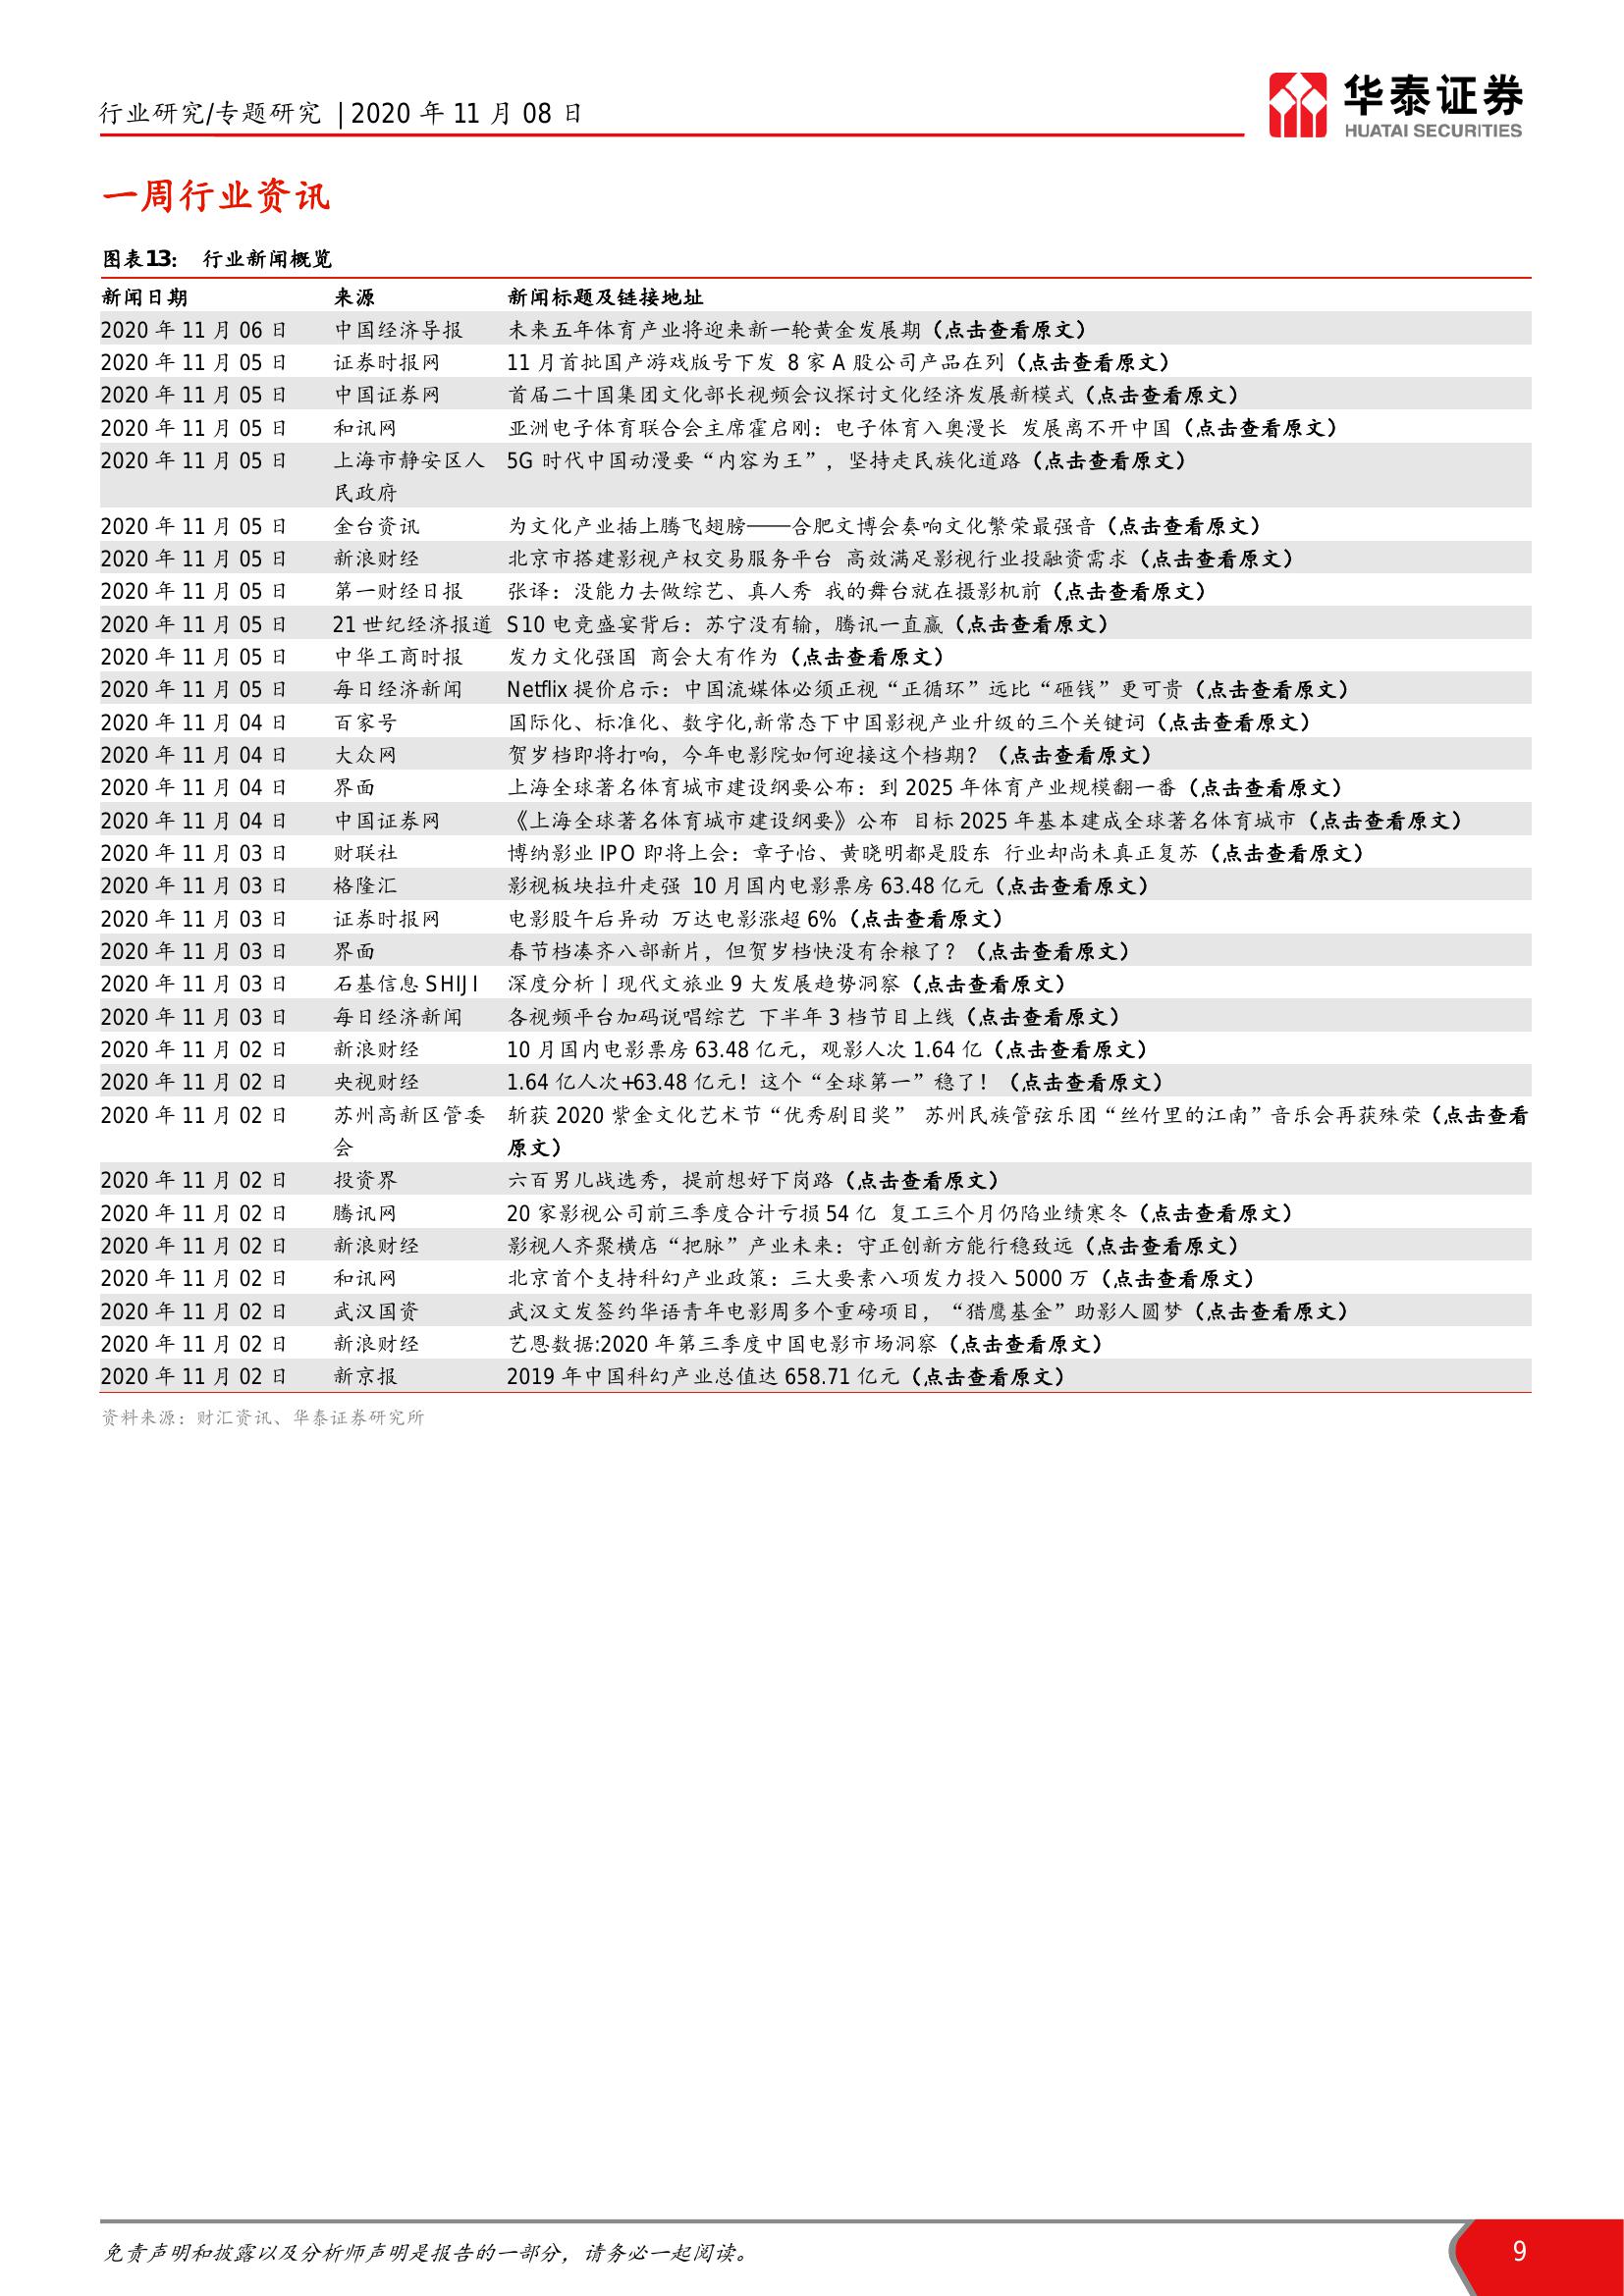 行业研究/专题研究 | 2020 年 11 月 08 日
华泰证券
HUATAI SECURITIES
一周行业资讯
图表13： 行业新闻概览
新闻日期 来源 新闻标题及链接地址
2020 年 11 月 06 日 中国经济导报 未来五年体育产业将迎来新一轮黄金发展期（点击查看原文）
2020 年 11 月 05 日 证券时报网 11 月首批国产游戏版号下发 8 家 A 股公司产品在列（点击查看原文）
2020 年 11 月 05 日 中国证券网 首届二十国集团文化部长视频会议探讨文化经济发展新模式（点击查看原文）
2020 年 11 月 05 日 和讯网 亚洲电子体育联合会主席霍启刚：电子体育入奥漫长 发展离不开中国（点击查看原文）
2020 年 11 月 05 日 上海市静安区人 5G 时代中国动漫要“内容为王”，坚持走民族化道路（点击查看原文）
民政府
2020 年 11 月 05 日 金台资讯 为文化产业插上腾飞翅膀——合肥文博会奏响文化繁荣最强音（点击查看原文）
2020 年 11 月 05 日 新浪财经 北京市搭建影视产权交易服务平台 高效满足影视行业投融资需求（点击查看原文）
2020 年 11 月 05 日 第一财经日报 张译：没能力去做综艺、真人秀 我的舞台就在摄影机前（点击查看原文）
2020 年 11 月 05 日 21 世纪经济报道 S10 电竞盛宴背后：苏宁没有输，腾讯一直赢（点击查看原文）
2020 年 11 月 05 日 中华工商时报 发力文化强国 商会大有作为（点击查看原文）
2020 年 11 月 05 日 每日经济新闻 Netflix 提价启示：中国流媒体必须正视“正循环”远比“砸钱”更可贵（点击查看原文）
2020 年 11 月 04 日 百家号 国际化、标准化、数字化,新常态下中国影视产业升级的三个关键词（点击查看原文）
2020 年 11 月 04 日 大众网 贺岁档即将打响，今年电影院如何迎接这个档期？（点击查看原文）
2020 年 11 月 04 日 界面 上海全球著名体育城市建设纲要公布：到 2025 年体育产业规模翻一番（点击查看原文）
2020 年 11 月 04 日 中国证券网 《上海全球著名体育城市建设纲要》公布 目标 2025 年基本建成全球著名体育城市（点击查看原文）
2020 年 11 月 03 日 财联社 博纳影业 IPO 即将上会：章子怡、黄晓明都是股东 行业却尚未真正复苏（点击查看原文）
2020 年 11 月 03 日 格隆汇 影视板块拉升走强 10 月国内电影票房 63.48 亿元（点击查看原文）
2020 年 11 月 03 日 证券时报网 电影股午后异动 万达电影涨超 6%（点击查看原文）
2020 年 11 月 03 日 界面 春节档凑齐八部新片，但贺岁档快没有余粮了？（点击查看原文）
2020 年 11 月 03 日 石基信息 SHIJI 深度分析丨现代文旅业 9 大发展趋势洞察（点击查看原文）
2020 年 11 月 03 日 每日经济新闻 各视频平台加码说唱综艺 下半年 3 档节目上线（点击查看原文）
2020 年 11 月 02 日 新浪财经 10 月国内电影票房 63.48 亿元，观影人次 1.64 亿（点击查看原文）
2020 年 11 月 02 日 央视财经 1.64 亿人次+63.48 亿元！这个“全球第一”稳了！（点击查看原文）
2020 年 11 月 02 日 苏州高新区管委 斩获 2020 紫金文化艺术节“优秀剧目奖” 苏州民族管弦乐团“丝竹里的江南”音乐会再获殊荣（点击查看
会 原文）
2020 年 11 月 02 日 投资界 六百男儿战选秀，提前想好下岗路（点击查看原文）
2020 年 11 月 02 日 腾讯网 20 家影视公司前三季度合计亏损 54 亿 复工三个月仍陷业绩寒冬（点击查看原文）
2020 年 11 月 02 日 新浪财经 影视人齐聚横店“把脉”产业未来：守正创新方能行稳致远（点击查看原文）
2020 年 11 月 02 日 和讯网 北京首个支持科幻产业政策：三大要素八项发力投入 5000 万（点击查看原文）
2020 年 11 月 02 日 武汉国资 武汉文发签约华语青年电影周多个重磅项目，“猎鹰基金”助影人圆梦（点击查看原文）
2020 年 11 月 02 日 新浪财经 艺恩数据:2020 年第三季度中国电影市场洞察（点击查看原文）
2020 年 11 月 02 日 新京报 2019 年中国科幻产业总值达 658.71 亿元（点击查看原文）
资料来源：财汇资讯、华泰证券研究所
免责声明和披露以及分析师声明是报告的一部分，请务必一起阅读。
9